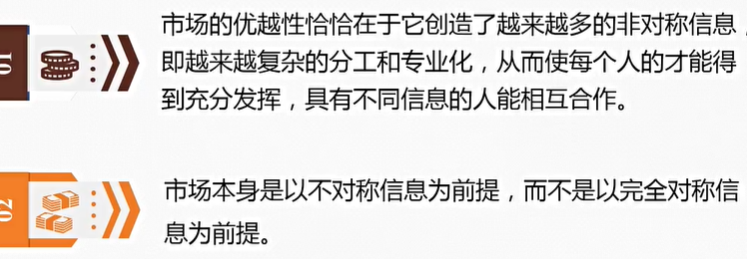 01
市场的优越性恰恰在于它创造了越来越多的非对称信息，
即越来越复杂的分工和专业化，从而使每个人的才能得
到充分发挥，具有不同信息的人能相互合作。
02
市场本身是以不对称信息为前提，而不是以完全对称信
息为前提。